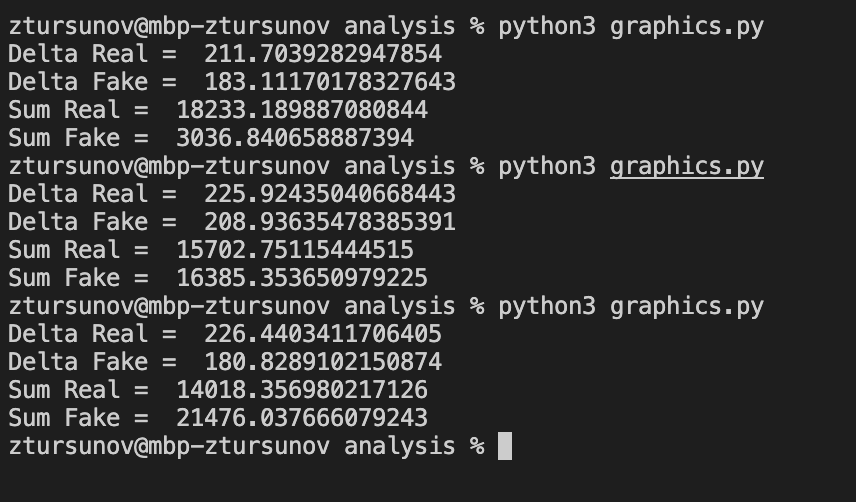 ztursunov@mbp-ztursunov analysis % python3 graphics.py
Delta Real =  211.7039282947854
Delta Fake =  183.11170178327643
Sum Real =  18233.189887080844
Sum Fake =  3036.840658887394
ztursunov@mbp-ztursunov analysis % python3 graphics.py
Delta Real =  225.92435040668443
Delta Fake =  208.93635478385391
Sum Real =  15702.75115444515
Sum Fake =  16385.353650979225
ztursunov@mbp-ztursunov analysis % python3 graphics.py
Delta Real =  226.4403411706405
Delta Fake =  180.8289102150874
Sum Real =  14018.356980217126
Sum Fake =  21476.037666079243
ztursunov@mbp-ztursunov analysis %